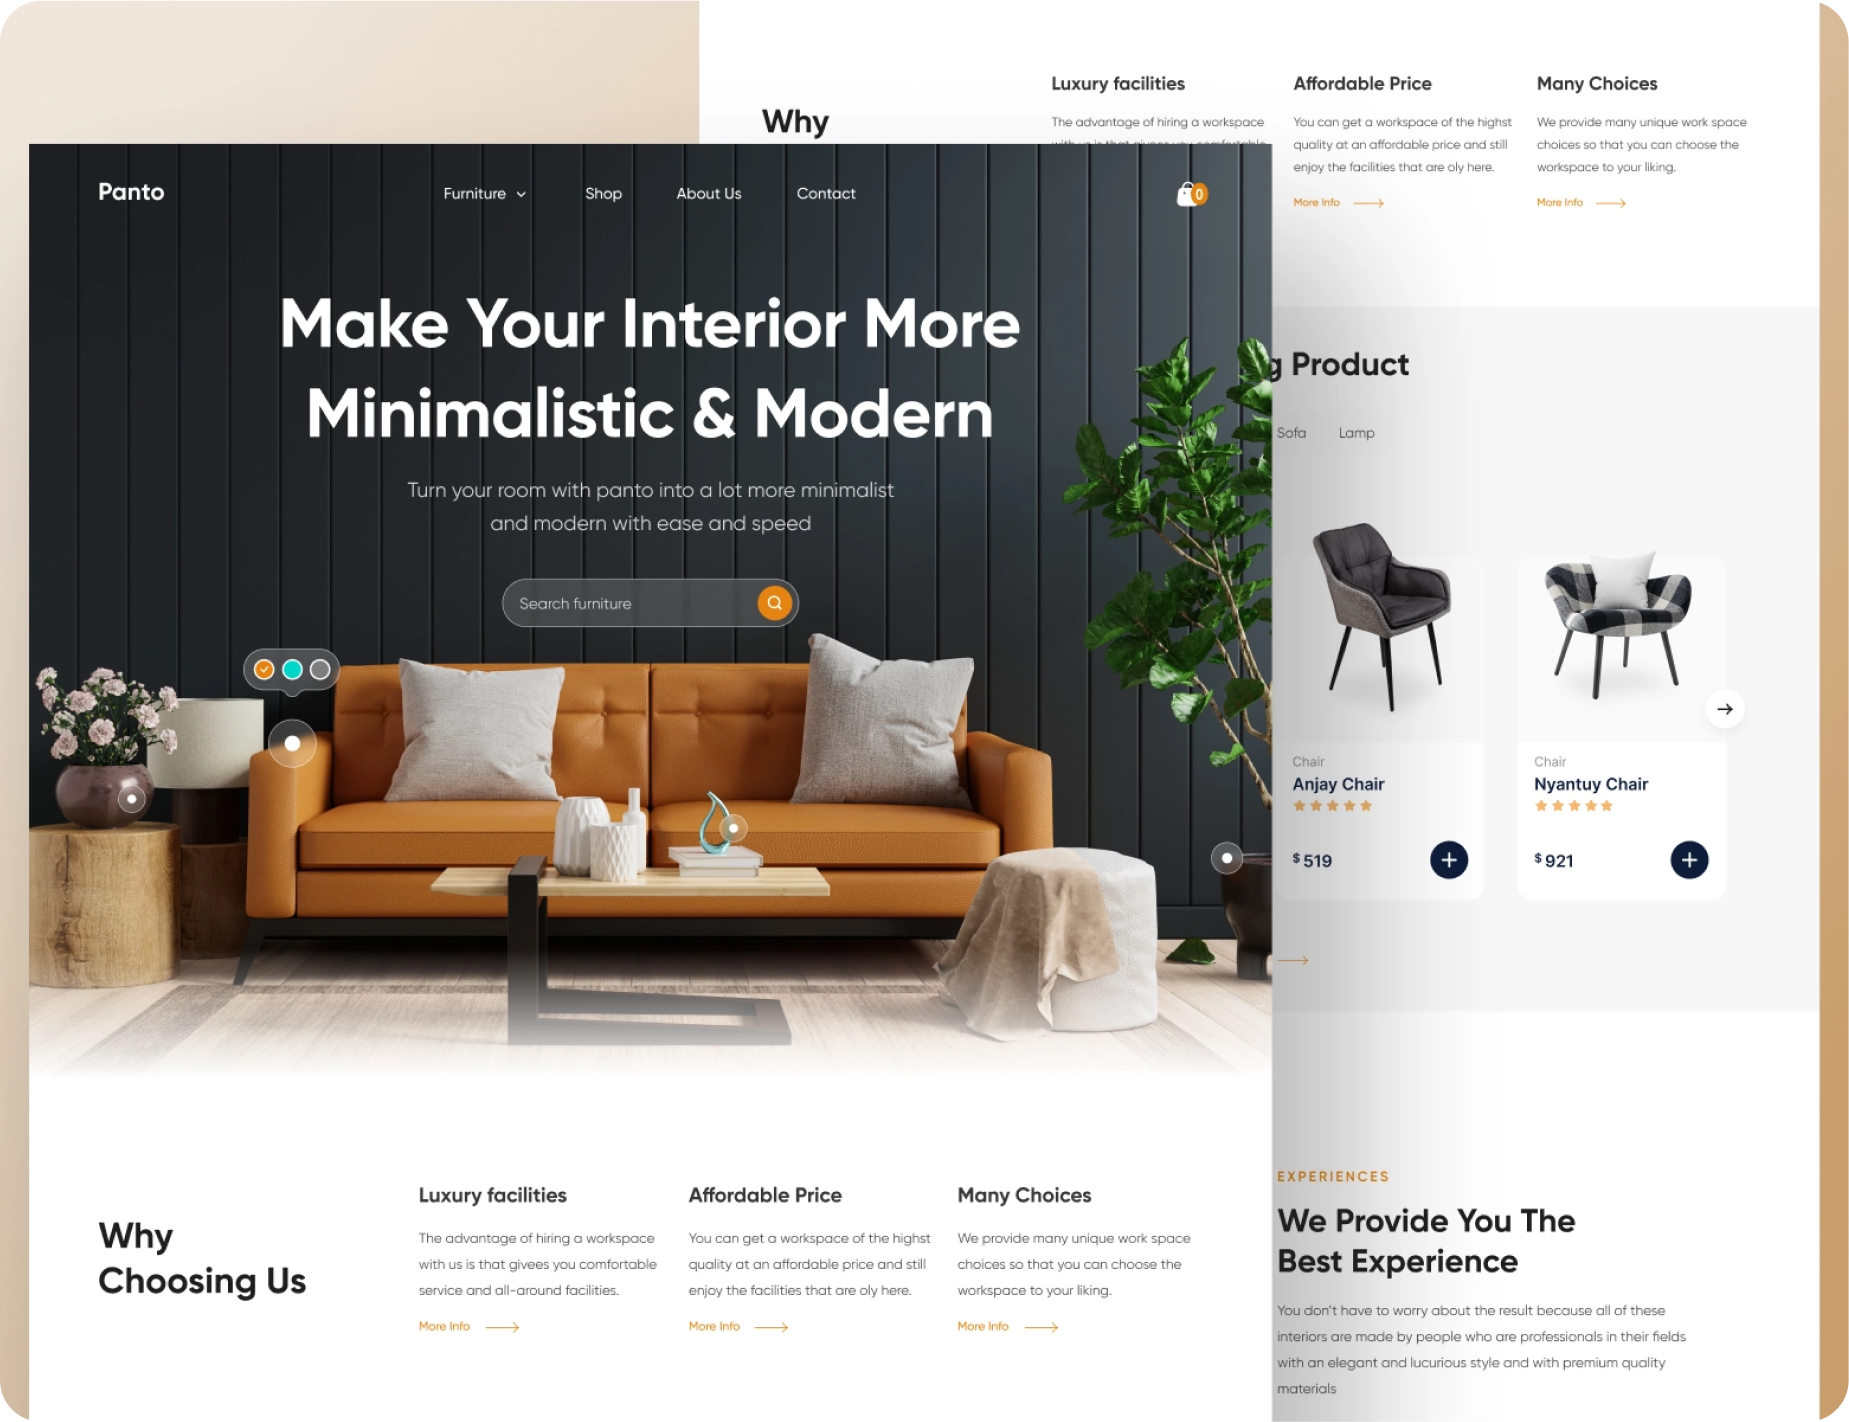 Luxury facilities
Affordable Price
Many Choices
Why
The advantage of hiring a workspace
with us is that givees you comfortable
You can get a workspace of the highst
quality at an affordable price and still
enjoy the facilities that are oly here.
We provide many unique work space
choices so that you can choose the
workspace to your liking.
More Info
More Info
Panto
Furniture
Shop
About Us
Contact
0
Make Your Interior More
Minimalistic & Modern
Turn your room with panto into a lot more minimalist
and modern with ease and speed
Search furniture
g Product
Sofa
Lamp
Chair
Anjay Chair
$ 519
Chair
Nyantuy Chair
$ 921
Why
Choosing Us
Luxury facilities
The advantage of hiring a workspace
with us is that givees you comfortable
service and all-around facilities.
More Info
Affordable Price
You can get a workspace of the highst
quality at an affordable price and still
enjoy the facilities that are oly here.
More Info
Many Choices
We provide many unique work space
choices so that you can choose the
workspace to your liking.
More Info
EXPERIENCES
We Provide You The
Best Experience
You don't have to worry about the result because all of these
interiors are made by people who are professionals in their fields
with an elegant and lucurious style and with premium quality
materials